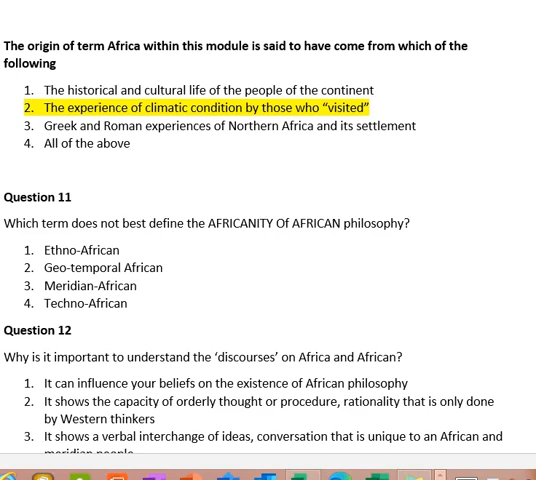 The origin of term Africa within this module is said to have come from which of the
following
1. The historical and cultural life of the people of the continent
2. The experience of climatic condition by those who “visited”
3. Greek and Roman experiences of Northern Africa and its settlement
4. All of the above
Question 11
Which term does not best define the AFRICANITY Of AFRICAN philosophy?
1. Ethno-African
2. Geo-temporal African
3. Meridian-African
4. Techno-African
Question 12
Why is it important to understand the ‘discourses’ on Africa and African?
1. It can influence your beliefs on the existence of African philosophy
2. It shows the capacity of orderly thought or procedure, rationality that is only done
by Western thinkers
3. It shows a verbal interchange of ideas, conversation that is unique to an African and
meridian people